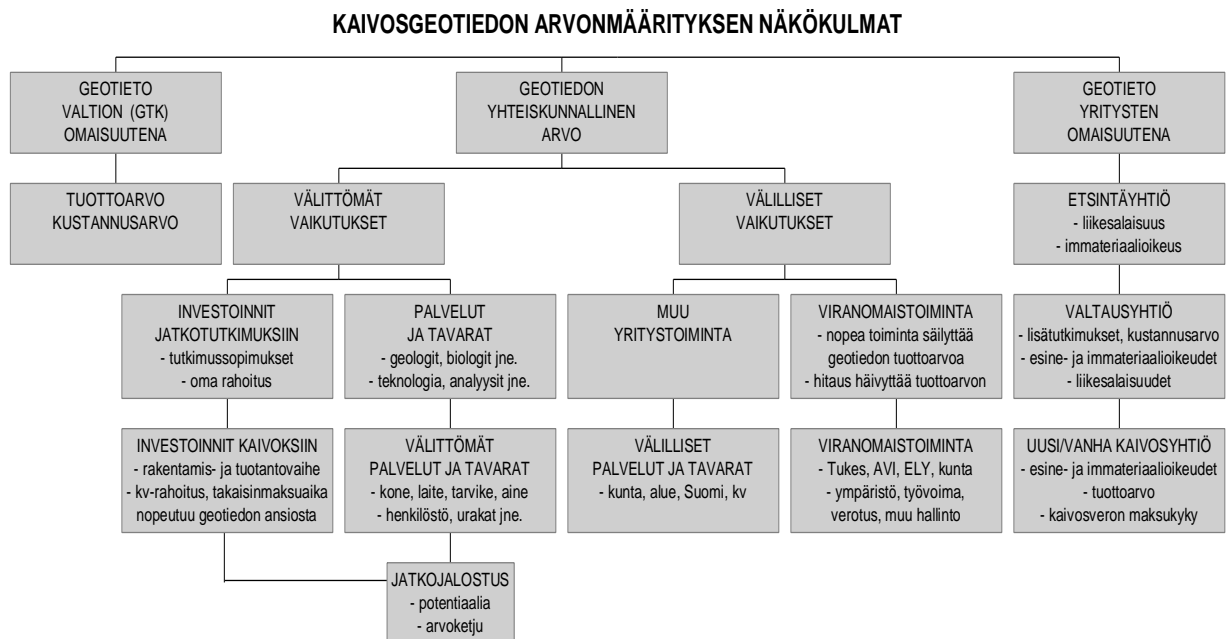 KAIVOSGEOTIEDON ARVONMÄÄRITYKSEN NÄKÖKULMAT
GEOTIETO
VALTION (GTK)
OMAISUUTENA
GEOTIEDON
YHTEISKUNNALLINEN
ARVO
GEOTIETO
YRITYSTEN
OMAISUUTENA
TUOTTOARVO
KUSTANNUSARVO
VÄLITTÖMÄT
VAIKUTUKSET
VÄLILLISET
VAIKUTUKSET
ETSINTÄYHTIÖ
- liikesalaisuus
- immateriaalioikeus
INVESTOINNIT
JATKOTUTKIMUKSIIN
- tutkimussopimukset
- oma rahoitus
PALVELUT
JA TAVARAT
- geologit, biologit jne.
- teknologia, analyysit jne.
MUU
YRITYSTOIMINTA
VIRANOMAISTOIMINTA
- nopea toiminta säilyttää
geotiedon tuottoarvoa
- hitaus häivyttää tuottoarvon
VALTAUSYHTIÖ
- lisätutkimukset, kustannusarvo
- esine- ja immateriaalioikeudet
- liikesalaisuudet
INVESTOINNIT KAIVOKSIIN
- rakentamis- ja tuotantovaihe
- kv-rahoitus, takaisinmaksuaika
nopeutuu geotiedon ansiosta
VÄLITTÖMÄT
PALVELUT JA TAVARAT
- kone, laite, tarvike, aine
- henkilöstö, urakat jne.
VÄLILLISET
PALVELUT JA TAVARAT
- kunta, alue, Suomi, kv
VIRANOMAISTOIMINTA
- Tukes, AVI, ELY, kunta
- ympäristö, työvoima,
verotus, muu hallinto
UUSI/VANHA KAIVOSYHTIÖ
- esine- ja immateriaalioikeudet
- tuottoarvo
- kaivosveron maksukyky
JATKOJALOSTUS
- potentiaalia
- arvoketju